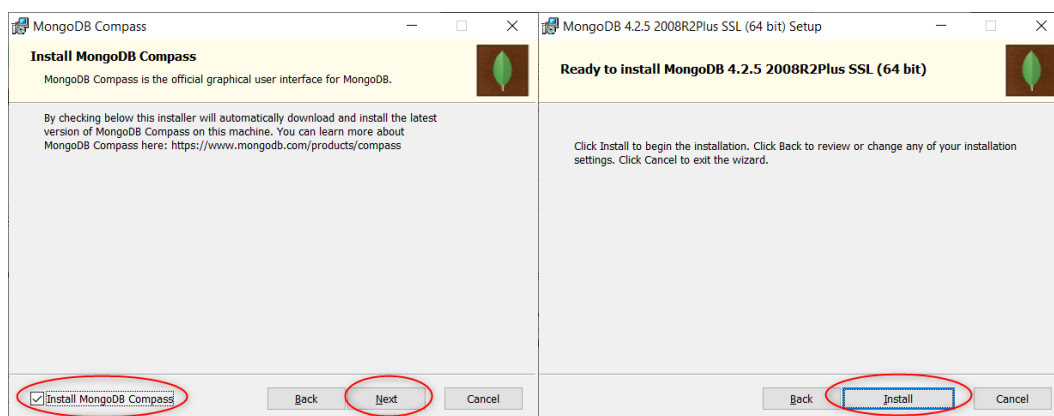 MongoDB Compass
Install MongoDB Compass
MongoDB Compass is the official graphical user interface for MongoDB.
By checking below this installer will automatically download and install the latest
version of MongoDB Compass on this machine. You can learn more about
MongoDB Compass here: https://www.mongodb.com/products/compass
Install MongoDB Compass
Back
Next
Cancel
MongoDB 4.2.5 2008R2Plus SSL (64 bit) Setup
Ready to install MongoDB 4.2.5 2008R2Plus SSL (64 bit)
Click Install to begin the installation. Click Back to review or change any of your installation
settings. Click Cancel to exit the wizard.
Back
Install
Cancel